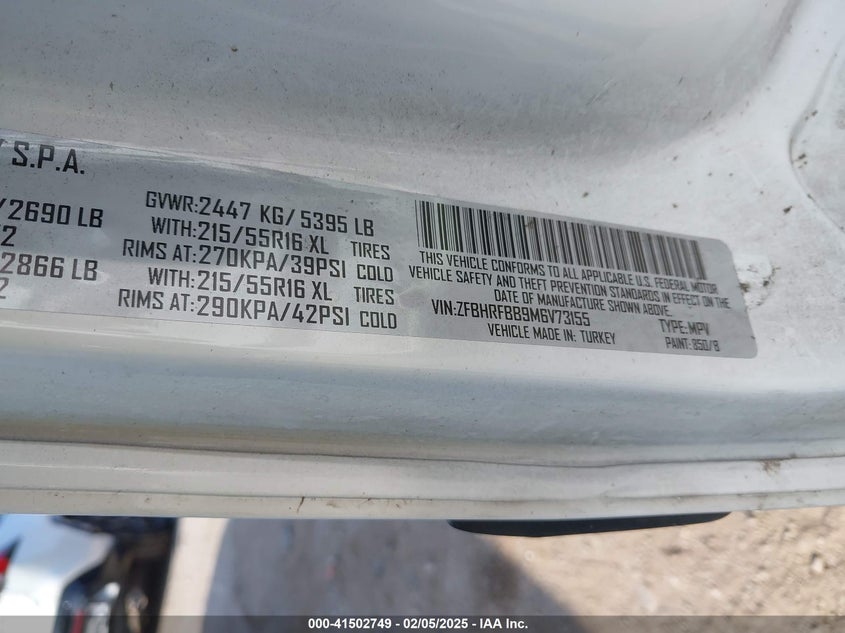 / S.P.A.
/2690 LB
2866 LB
GVWR:2447 KG/ 5395 LB
WITH:215/55R16 XL TIRES
RIMS AT:270KPA/39PSI COLD
WITH:215/55R16 XL TIRES
RIMS AT:290KPA/42PSI COLD
THIS VEHICLE CONFORMS TO ALL APPLICABLE U.S. FEDERAL MOTOR
VEHICLE SAFETY AND THEFT PREVENTION STANDARDS IN EFFECT ON THE
DATE OF MANUFACTURE SHOWN ABOVE.
VIN:ZFBHRFBB9M6V73155 TYPE:MPV
VEHICLE MADE IN: TURKEY PAINT: 850/B
000-41502749 - 02/05/2025 - IAA Inc.